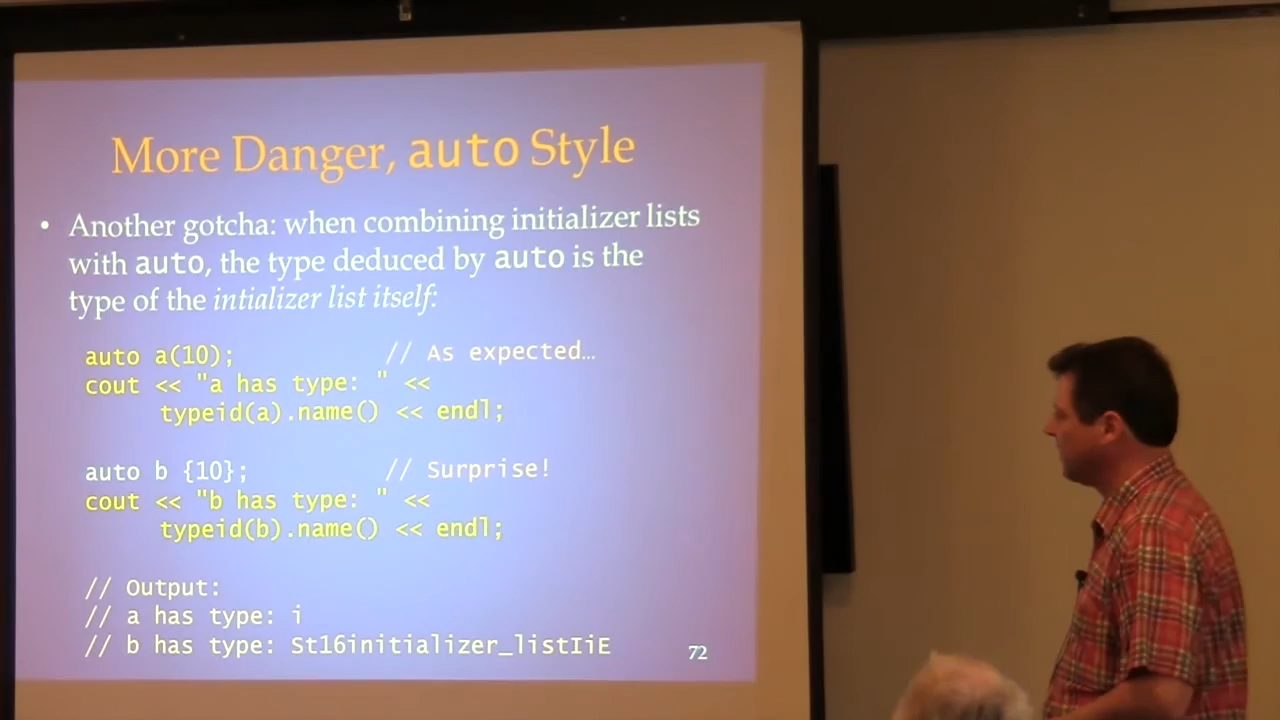 More Danger, auto Style
• Another gotcha: when combining initializer lists
with auto, the type deduced by auto is the
type of the intializer list itself:
auto a(10); // As expected…
cout << "a has type: " <<
typeid(a).name() << endl;
auto b {10}; // Surprise!
cout << "b has type: " <<
typeid(b).name() << endl;
// Output:
// a has type: i
// b has type: St16initializer_listIiE
72